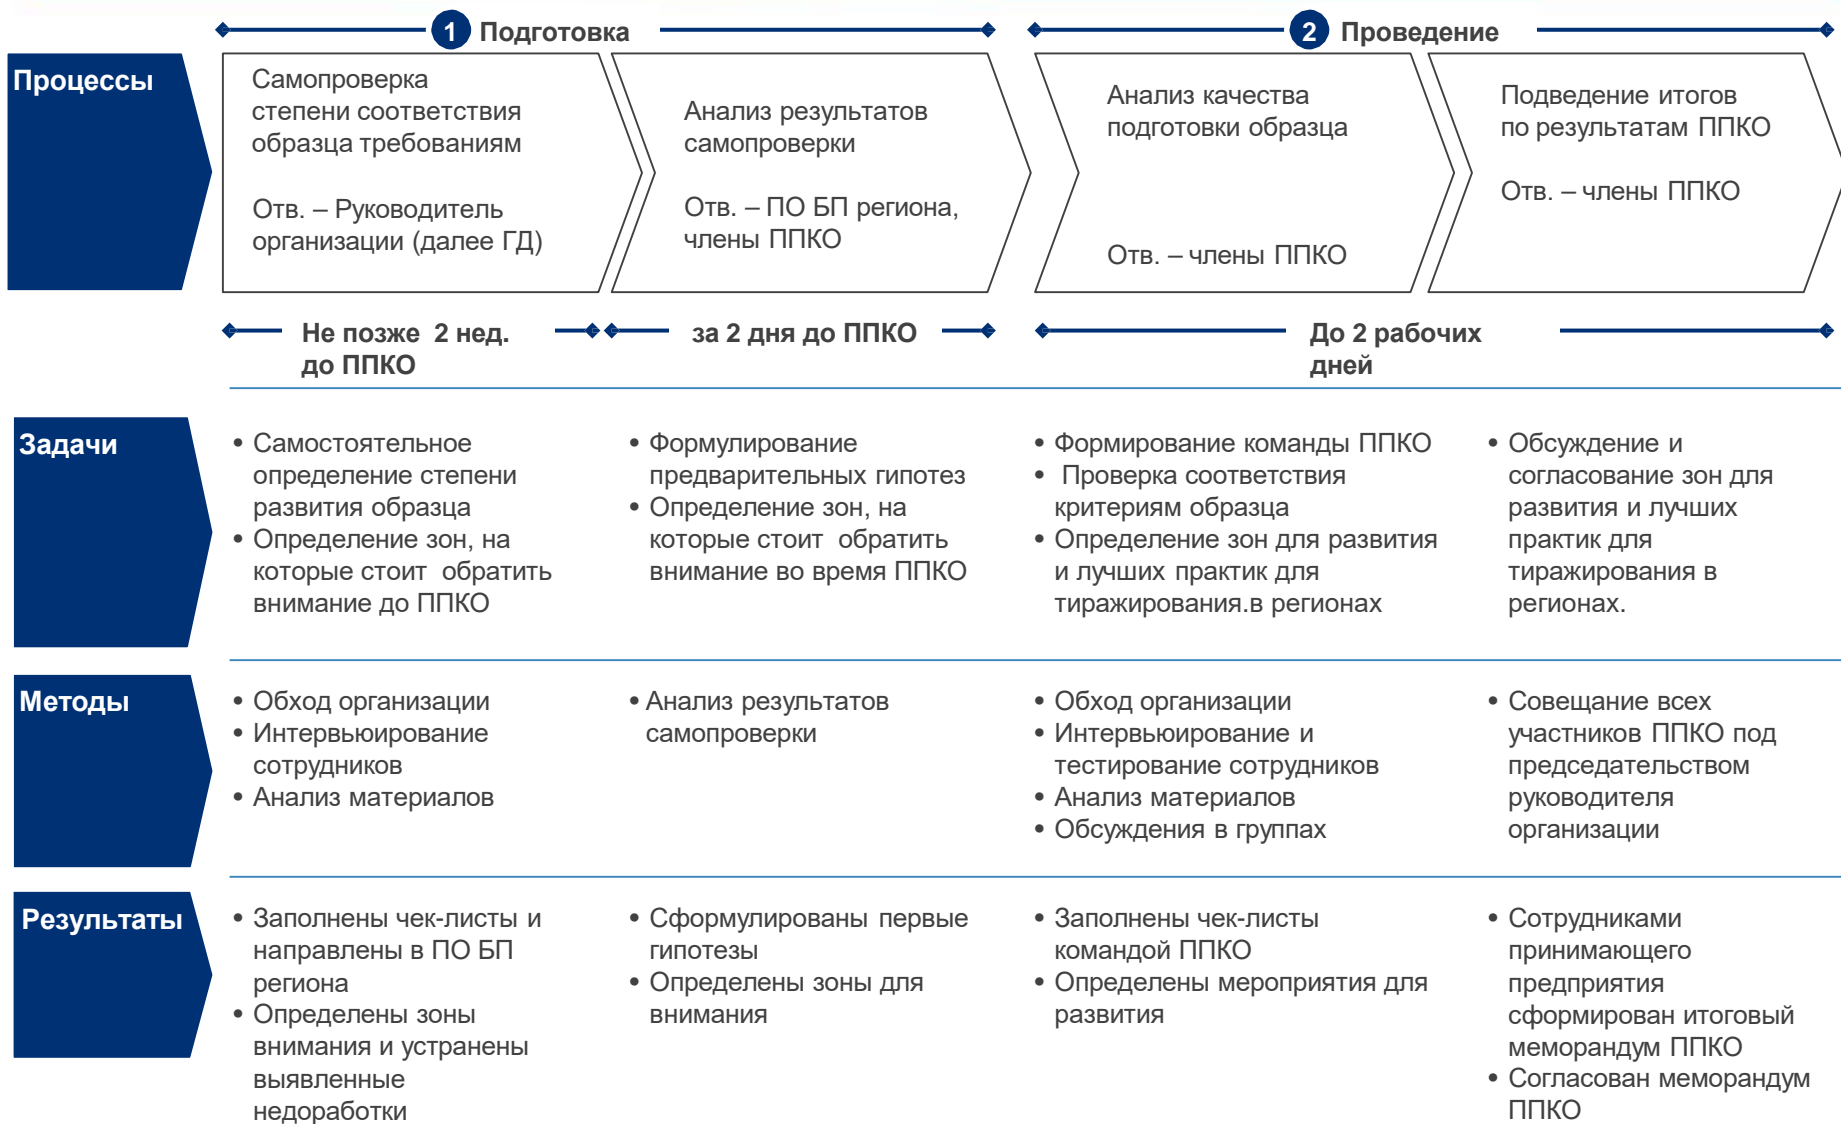 1 Подготовка
2 Проведение
Процессы
Самопроверка
степени соответствия
образца требованиям
Отв. – Руководитель
организации (далее ГД)
Анализ результатов
самопроверки
Отв. – ПО БП региона,
члены ППКО
Анализ качества
подготовки образца
Отв. – члены ППКО
Подведение итогов
по результатам ППКО
Отв. – члены ППКО
Не позже 2 нед.
до ППКО
за 2 дня до ППКО
До 2 рабочих
дней
Задачи
• Самостоятельное
определение степени
развития образца
• Определение зон, на
которые стоит обратить
внимание до ППКО
• Формулирование
предварительных гипотез
• Определение зон, на
которые стоит обратить
внимание во время ППКО
• Формирование команды ППКО
• Проверка соответствия
критериям образца
• Определение зон для развития
и лучших практик для
тиражирования.в регионах
• Обсуждение и
согласование зон для
развития и лучших
практик для
тиражирования в
регионах.
Методы
• Обход организации
• Интервьюирование
сотрудников
• Анализ материалов
• Анализ результатов
самопроверки
• Обход организации
• Интервьюирование и
тестирование сотрудников
• Анализ материалов
• Обсуждения в группах
• Совещание всех
участников ППКО под
председательством
руководителя
организации
Результаты
• Заполнены чек-листы и
направлены в ПО БП
региона
• Определены зоны
внимания и устранены
выявленные
недоработки
• Сформулированы первые
гипотезы
• Определены зоны для
внимания
• Заполнены чек-листы
командой ППКО
• Определены мероприятия для
развития
• Сотрудниками
принимающего
предприятия
сформирован итоговый
меморандум ППКО
• Согласован меморандум
ППКО